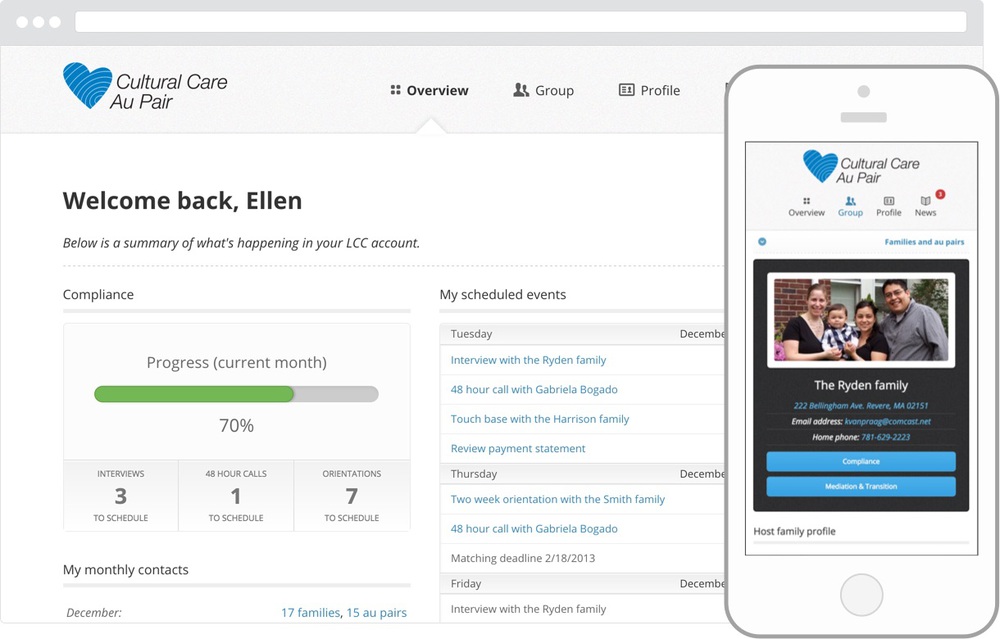 Cultural Care
Au Pair
Overview
Group
Profile
Welcome back, Ellen
Below is a summary of what's happening in your LCC account.
Compliance
Progress (current month)
70%
INTERVIEWS
3
TO SCHEDULE
48 HOUR CALLS
1
TO SCHEDULE
ORIENTATIONS
7
TO SCHEDULE
My monthly contacts
December: 17 families, 15 au pairs
My scheduled events
Tuesday
Interview with the Ryden family
48 hour call with Gabriela Bogado
Touch base with the Harrison family
Review payment statement
Thursday
Two week orientation with the Smith family
48 hour call with Gabriela Bogado
Matching deadline 2/18/2013
Friday
Interview with the Ryden family
Cultural Care
Au Pair
3
Overview Group Profile News
Families and au pairs
The Ryden family
222 Bellingham Ave. Revere, MA 02151
Email address: kvanpraag@comcast.net
Home phone: 781-629-2223
Compliance
Mediation & Transition
Host family profile